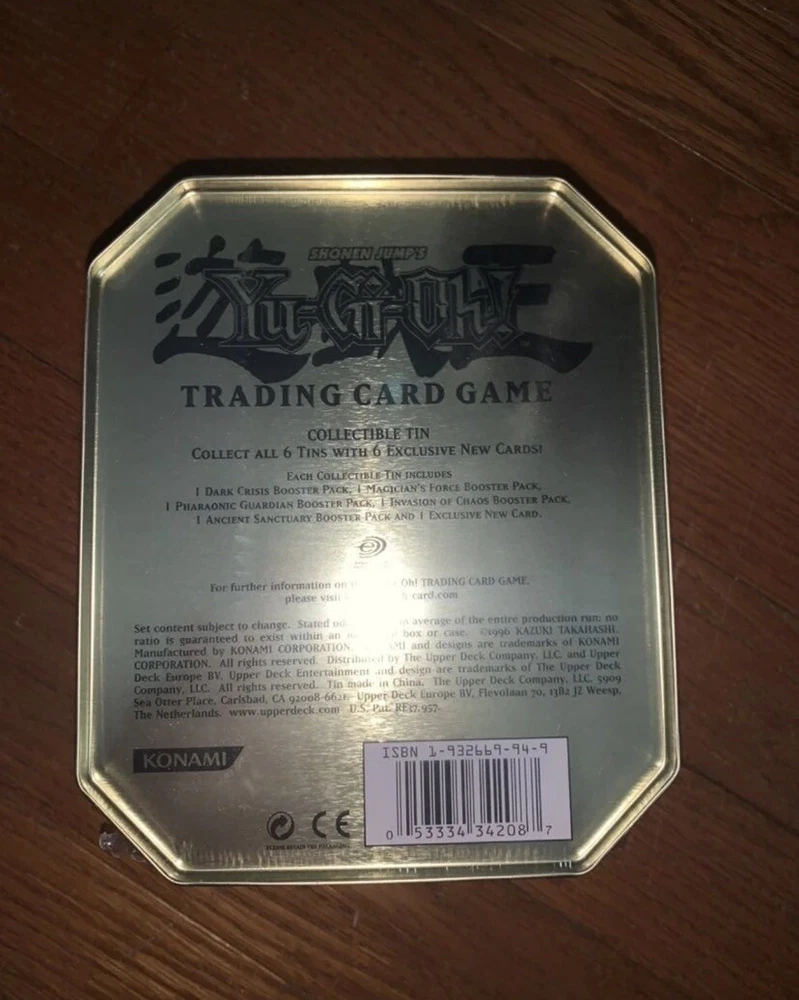 SHONEN JUMP'S
遊戯王
Yu-Gi-Oh!
TRADING CARD GAME
COLLECTIBLE TIN
COLLECT ALL 6 TINS WITH 6 EXCLUSIVE NEW CARDS!
EACH COLLECTIBLE TIN INCLUDES
1 DARK CRISIS BOOSTER PACK, 1 MAGICIAN'S FORCE BOOSTER PACK,
1 PHARAONIC GUARDIAN BOOSTER PACK, 1 INVASION OF CHAOS BOOSTER PACK,
1 ANCIENT SANCTUARY BOOSTER PACK AND 1 EXCLUSIVE NEW CARD.
For further information on Oh! TRADING CARD GAME,
please visit card.com
Set content subject to change. Stated average of the entire production run; no
ratio is guaranteed to exist within an box or case. ©1996 KAZUKI TAKAHASHI.
Manufactured by KONAMI CORPORATION. and designs are trademarks of KONAMI
CORPORATION. All rights reserved. Distributed by The Upper Deck Company, LLC. and Upper
Deck Europe BV. Upper Deck Entertainment and design are trademarks of The Upper Deck
Company, LLC. All rights reserved. Tin made in China. The Upper Deck Company, LLC. 5909
Sea Otter Place, Carlsbad, CA 92008-6621. Upper Deck Europe BV, Flevolaan 70, 1382 JZ Weesp,
The Netherlands. www.upperdeck.com U.S. Pat. RE37,957.
KONAMI
CE
PLEASE RETAIN THIS PACKAGING
ISBN 1-932669-94-9
0 53334 34208 7